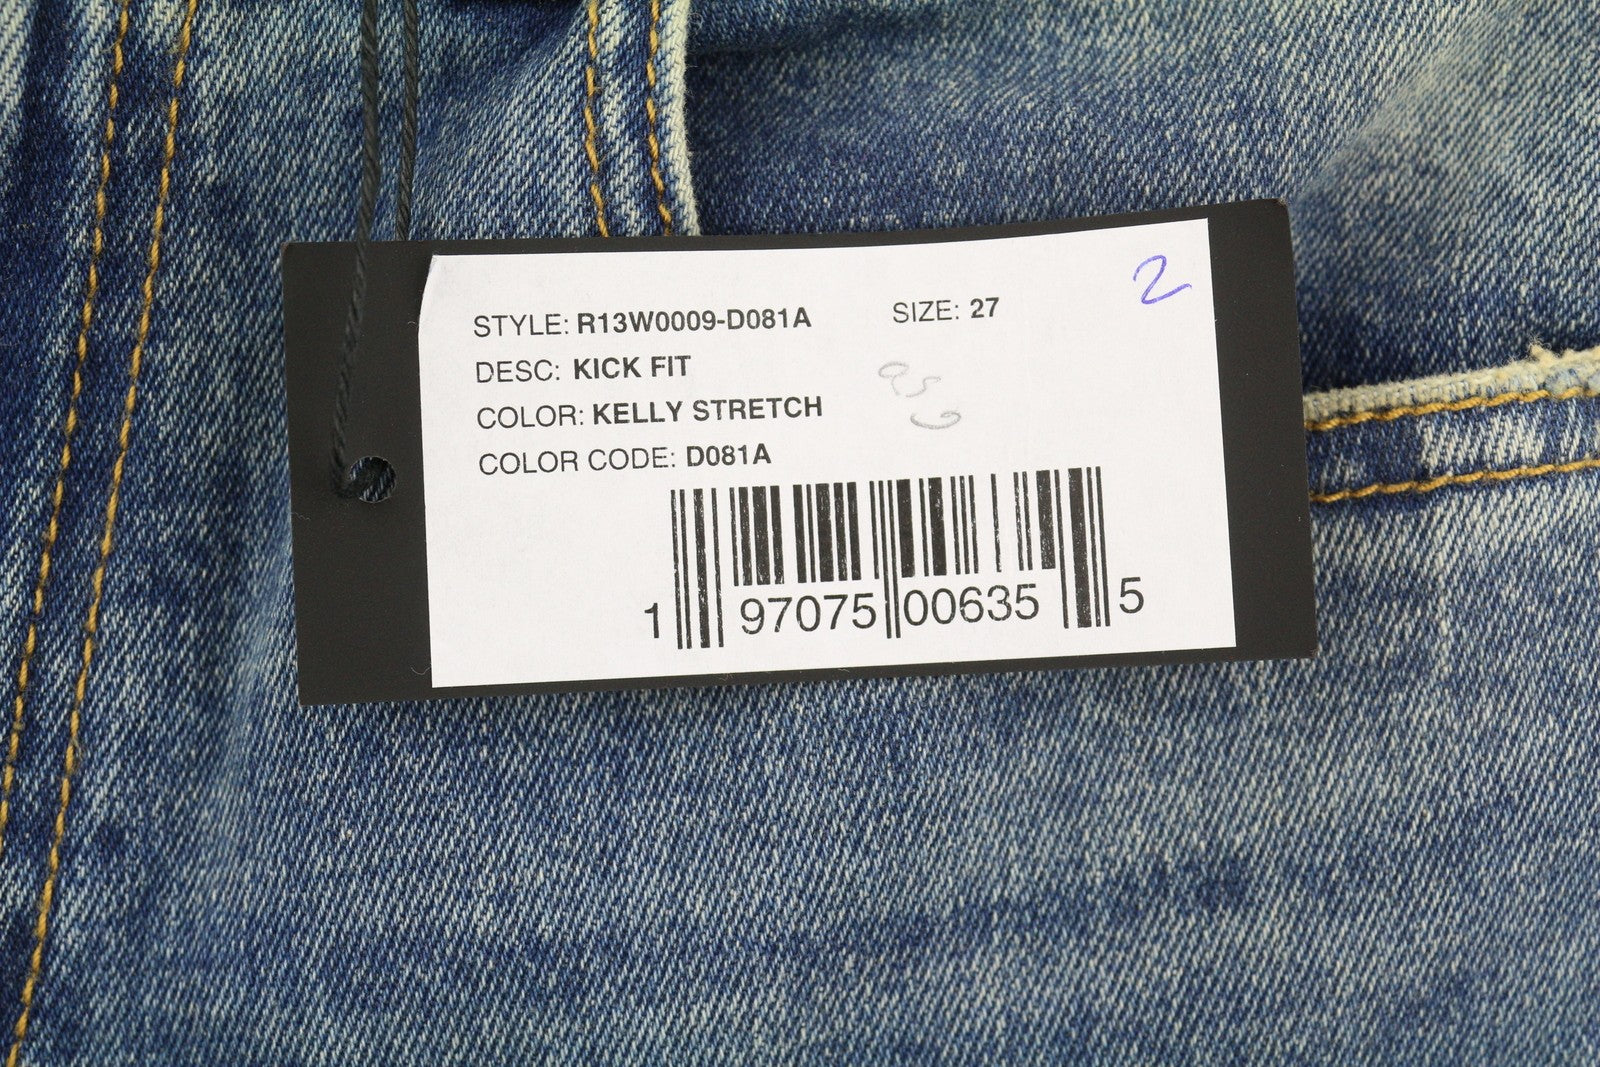 STYLE: R13W0009-D081A SIZE: 27 2
DESC: KICK FIT
COLOR: KELLY STRETCH
COLOR CODE: D081A
1 97075 00635 5